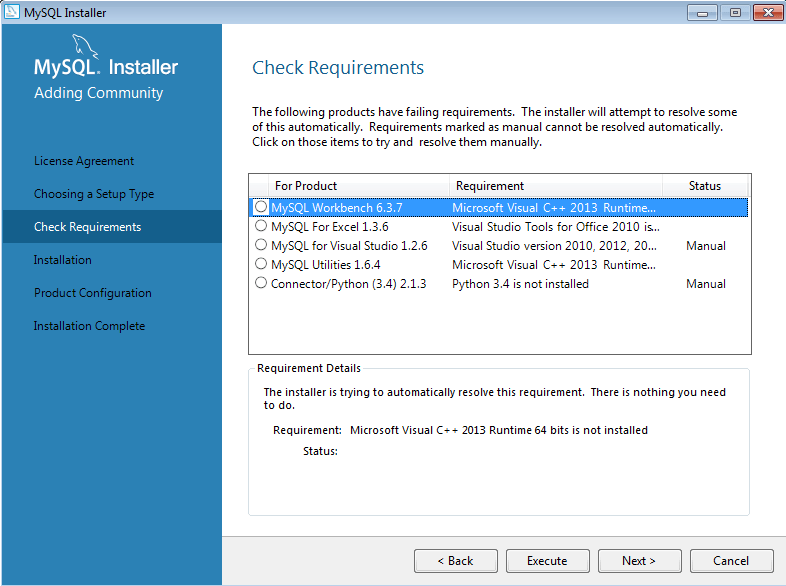 MySQL Installer
MySQL. Installer
Adding Community
License Agreement
Choosing a Setup Type
Check Requirements
Installation
Product Configuration
Installation Complete
Check Requirements
The following products have failing requirements. The installer will attempt to resolve some
of this automatically. Requirements marked as manual cannot be resolved automatically.
Click on those items to try and resolve them manually.
For Product Requirement Status
MySQL Workbench 6.3.7 Microsoft Visual C++ 2013 Runtime...
MySQL For Excel 1.3.6 Visual Studio Tools for Office 2010 is...
MySQL for Visual Studio 1.2.6 Visual Studio version 2010, 2012, 20... Manual
MySQL Utilities 1.6.4 Microsoft Visual C++ 2013 Runtime...
Connector/Python (3.4) 2.1.3 Python 3.4 is not installed Manual
Requirement Details
The installer is trying to automatically resolve this requirement. There is nothing you need
to do.
Requirement: Microsoft Visual C++ 2013 Runtime 64 bits is not installed
Status:
< Back Execute Next > Cancel